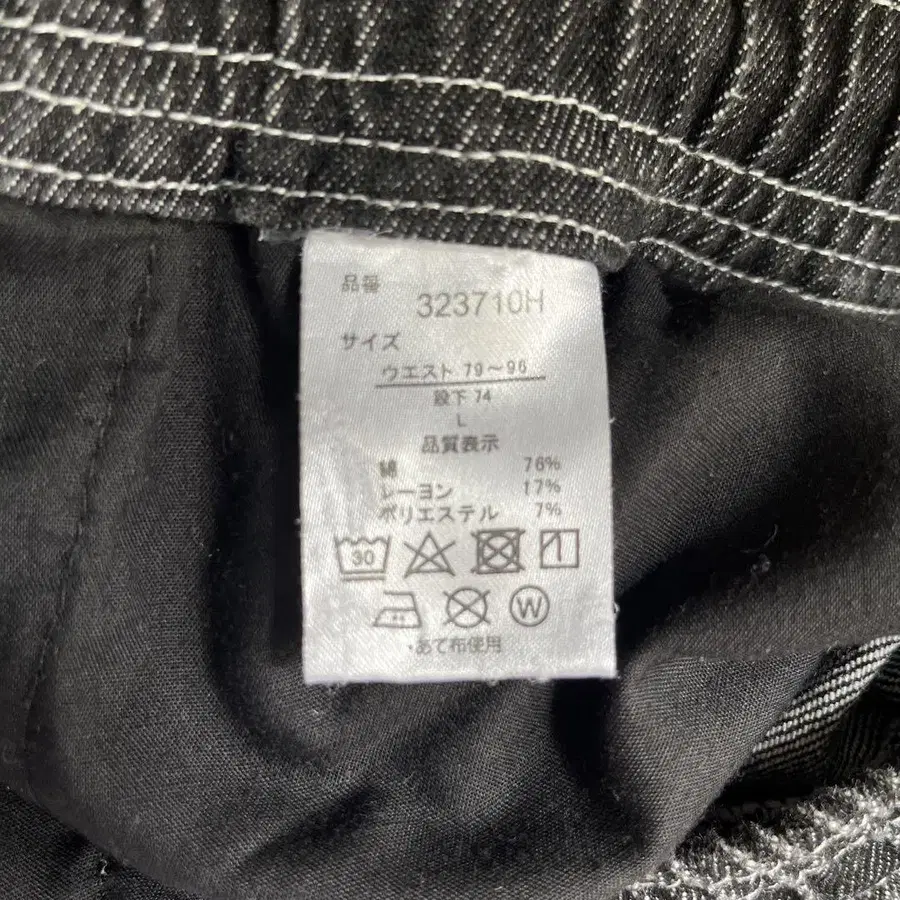 品番
323710H
サイズ
ウエスト 79〜96
股下 74
L
品質表示
綿 76%
レーヨン 17%
ポリエステル 7%
30
W
・あて布使用